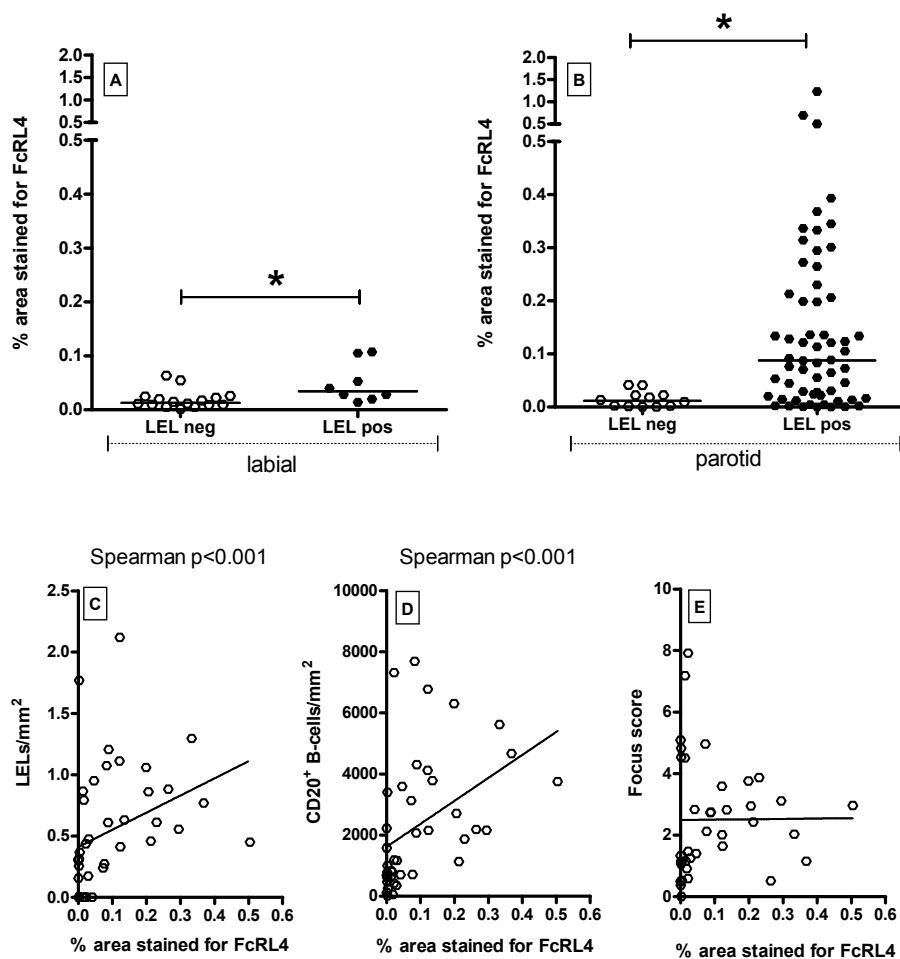 A
% area stained for FcRL4
2.0
1.5
1.0
0.5
0.5
0.4
0.3
0.2
0.1
0.0
*
LEL neg LEL pos
labial
B
% area stained for FcRL4
2.0
1.5
1.0
0.5
0.5
0.4
0.3
0.2
0.1
0.0
*
LEL neg LEL pos
parotid
Spearman p<0.001
C
LELs/mm²
2.5
2.0
1.5
1.0
0.5
0.0
0.0 0.1 0.2 0.3 0.4 0.5 0.6
% area stained for FcRL4
Spearman p<0.001
D
CD20⁺ B-cells/mm²
10000
8000
6000
4000
2000
0
0.0 0.1 0.2 0.3 0.4 0.5 0.6
% area stained for FcRL4
E
Focus score
10
8
6
4
2
0
0.0 0.1 0.2 0.3 0.4 0.5 0.6
% area stained for FcRL4